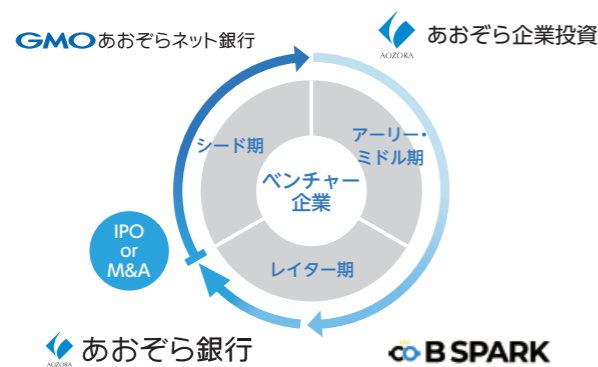 GMOあおぞらネット銀行
AOZORA
あおぞら企業投資
シード期
アーリー・
ミドル期
ベンチャー
企業
レイター期
IPO
or
M&A
AOZORA
あおぞら銀行
B SPARK